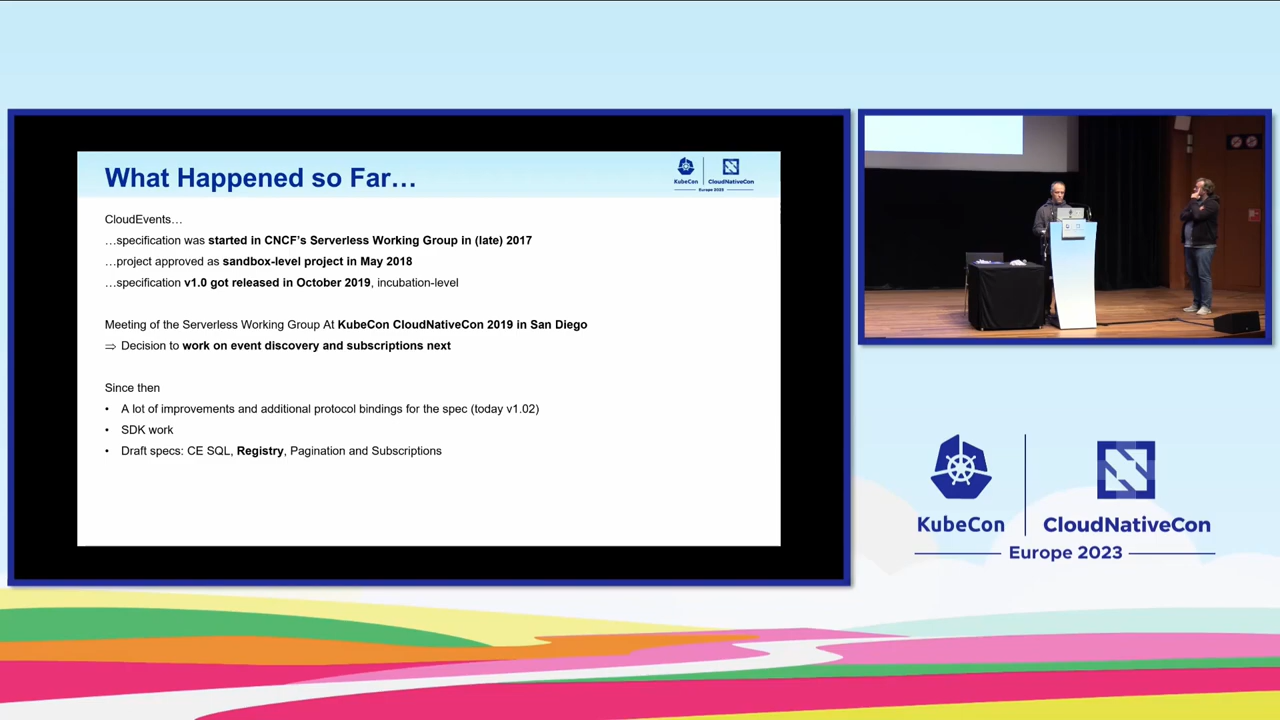 What Happened so Far…
KubeCon
CloudNativeCon
Europe 2023
CloudEvents…
…specification was started in CNCF’s Serverless Working Group in (late) 2017
…project approved as sandbox-level project in May 2018
…specification v1.0 got released in October 2019, incubation-level
Meeting of the Serverless Working Group At KubeCon CloudNativeCon 2019 in San Diego
⇒ Decision to work on event discovery and subscriptions next
Since then
• A lot of improvements and additional protocol bindings for the spec (today v1.02)
• SDK work
• Draft specs: CE SQL, Registry, Pagination and Subscriptions
KubeCon
CloudNativeCon
Europe 2023